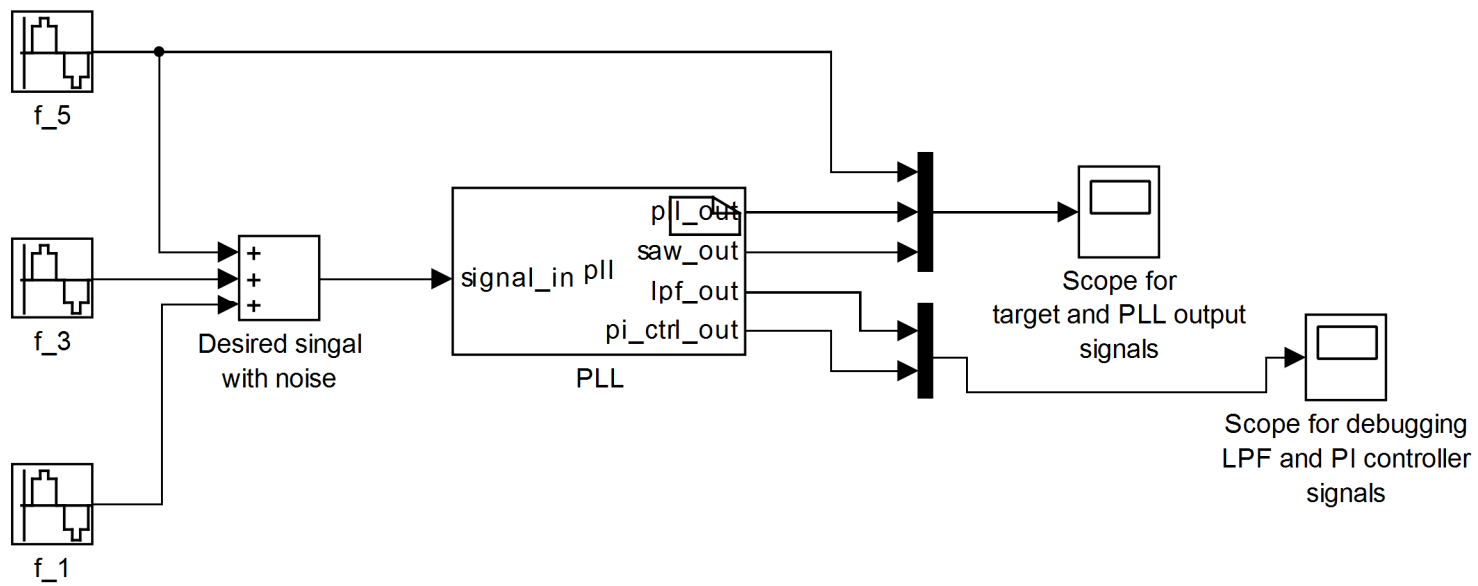 f_5
f_3
f_1
+
+
+
Desired singal
with noise
signal_in
pll
pll_out
saw_out
lpf_out
pi_ctrl_out
PLL
Scope for
target and PLL output
signals
Scope for debugging
LPF and PI controller
signals